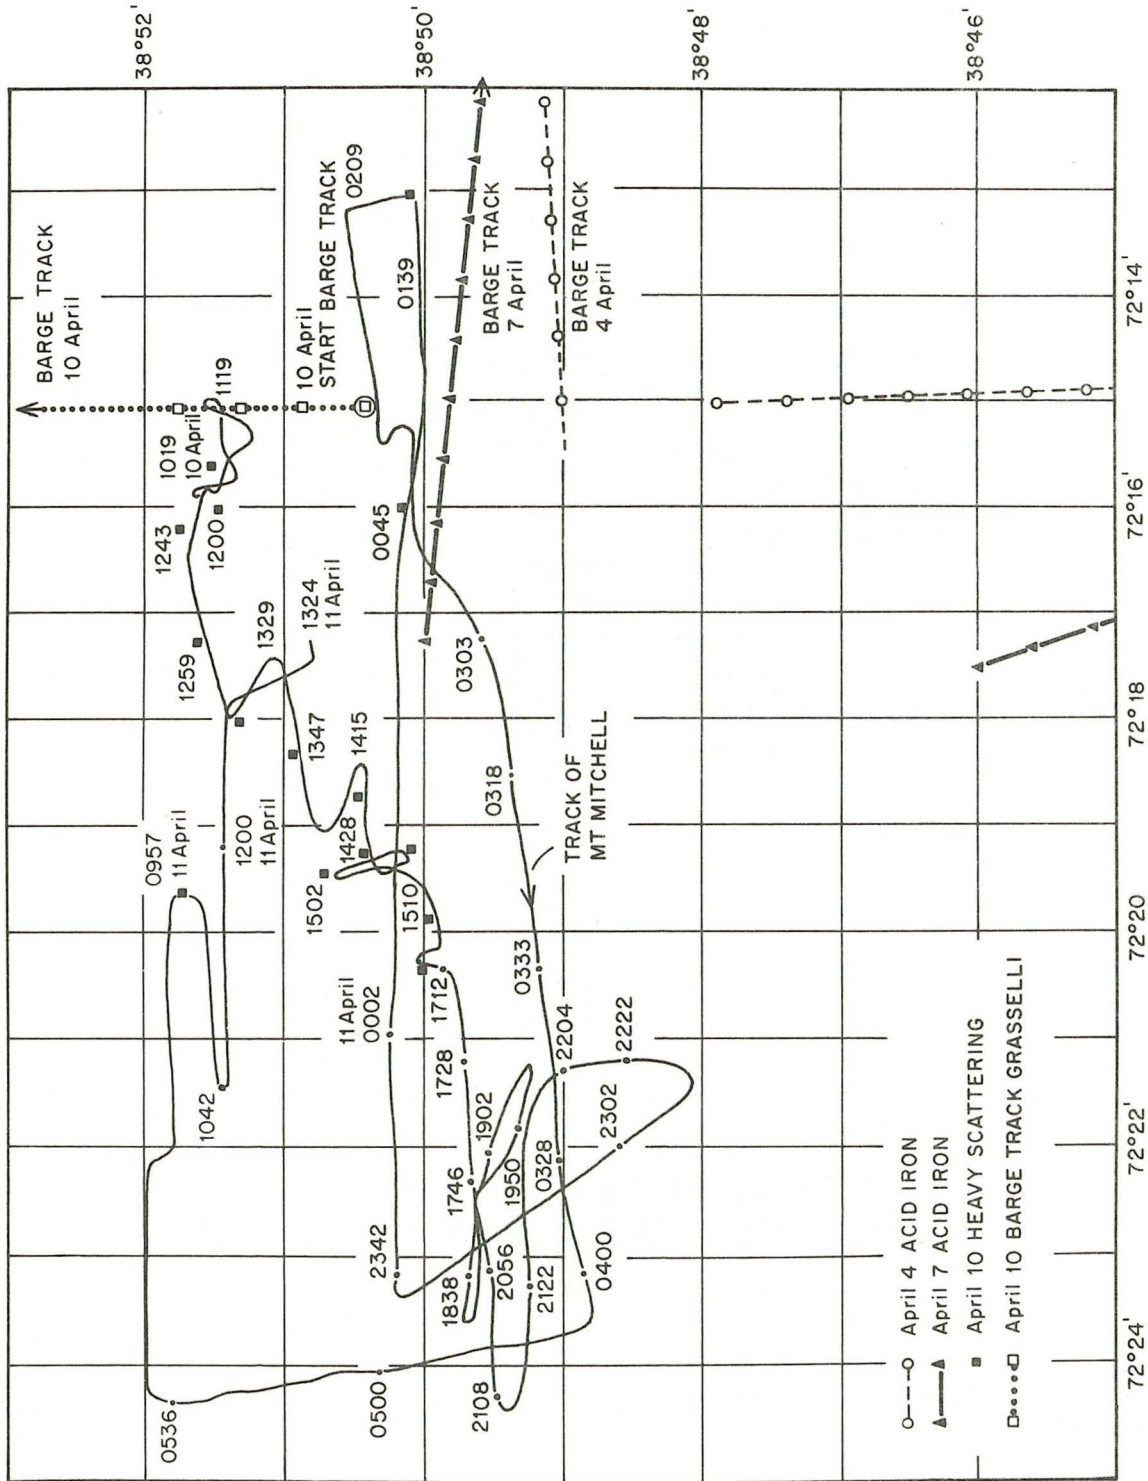 38°52'
38°50'
38°48'
38°46'
72°14'
72°16'
72°18'
72°20'
72°22'
72°24'
BARGE TRACK
10 April
10 April
START BARGE TRACK
0209
0139
BARGE TRACK
7 April
BARGE TRACK
4 April
1119
1019
10 April
1243
1200
0045
1259
1329
1324
11 April
0303
1347
1415
0318
TRACK OF
MT MITCHELL
0957
11 April
1200
11 April
1428
1502
1510
0333
1042
11 April
0002
1712
1728
2204
2222
1902
1950
0328
2302
1746
2342
1838
2056
2122
0400
0536
0500
2108
April 4 ACID IRON
April 7 ACID IRON
April 10 HEAVY SCATTERING
April 10 BARGE TRACK GRASSELLI